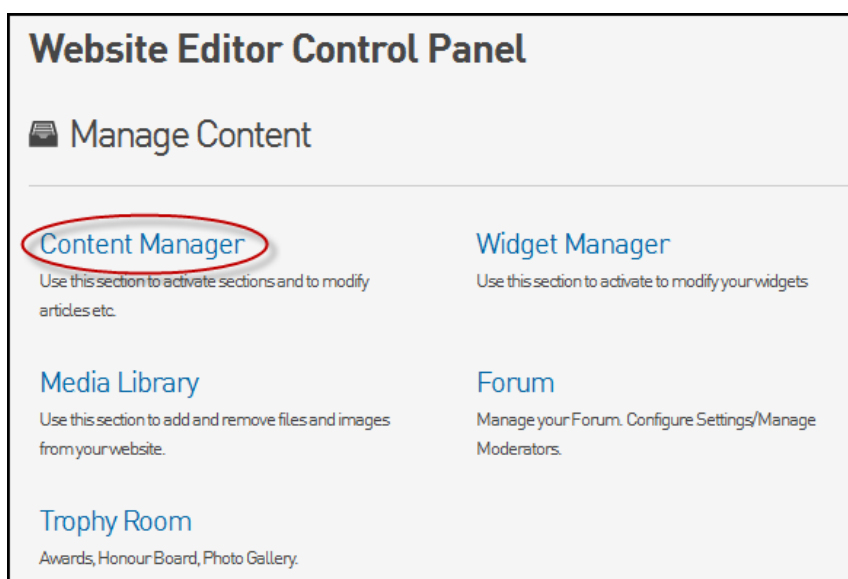 Website Editor Control Panel
Manage Content
Content Manager
Use this section to activate sections and to modify
articles etc.
Widget Manager
Use this section to activate to modify your widgets
Media Library
Use this section to add and remove files and images
from your website.
Forum
Manage your Forum. Configure Settings/Manage
Moderators.
Trophy Room
Awards, Honour Board, Photo Gallery.